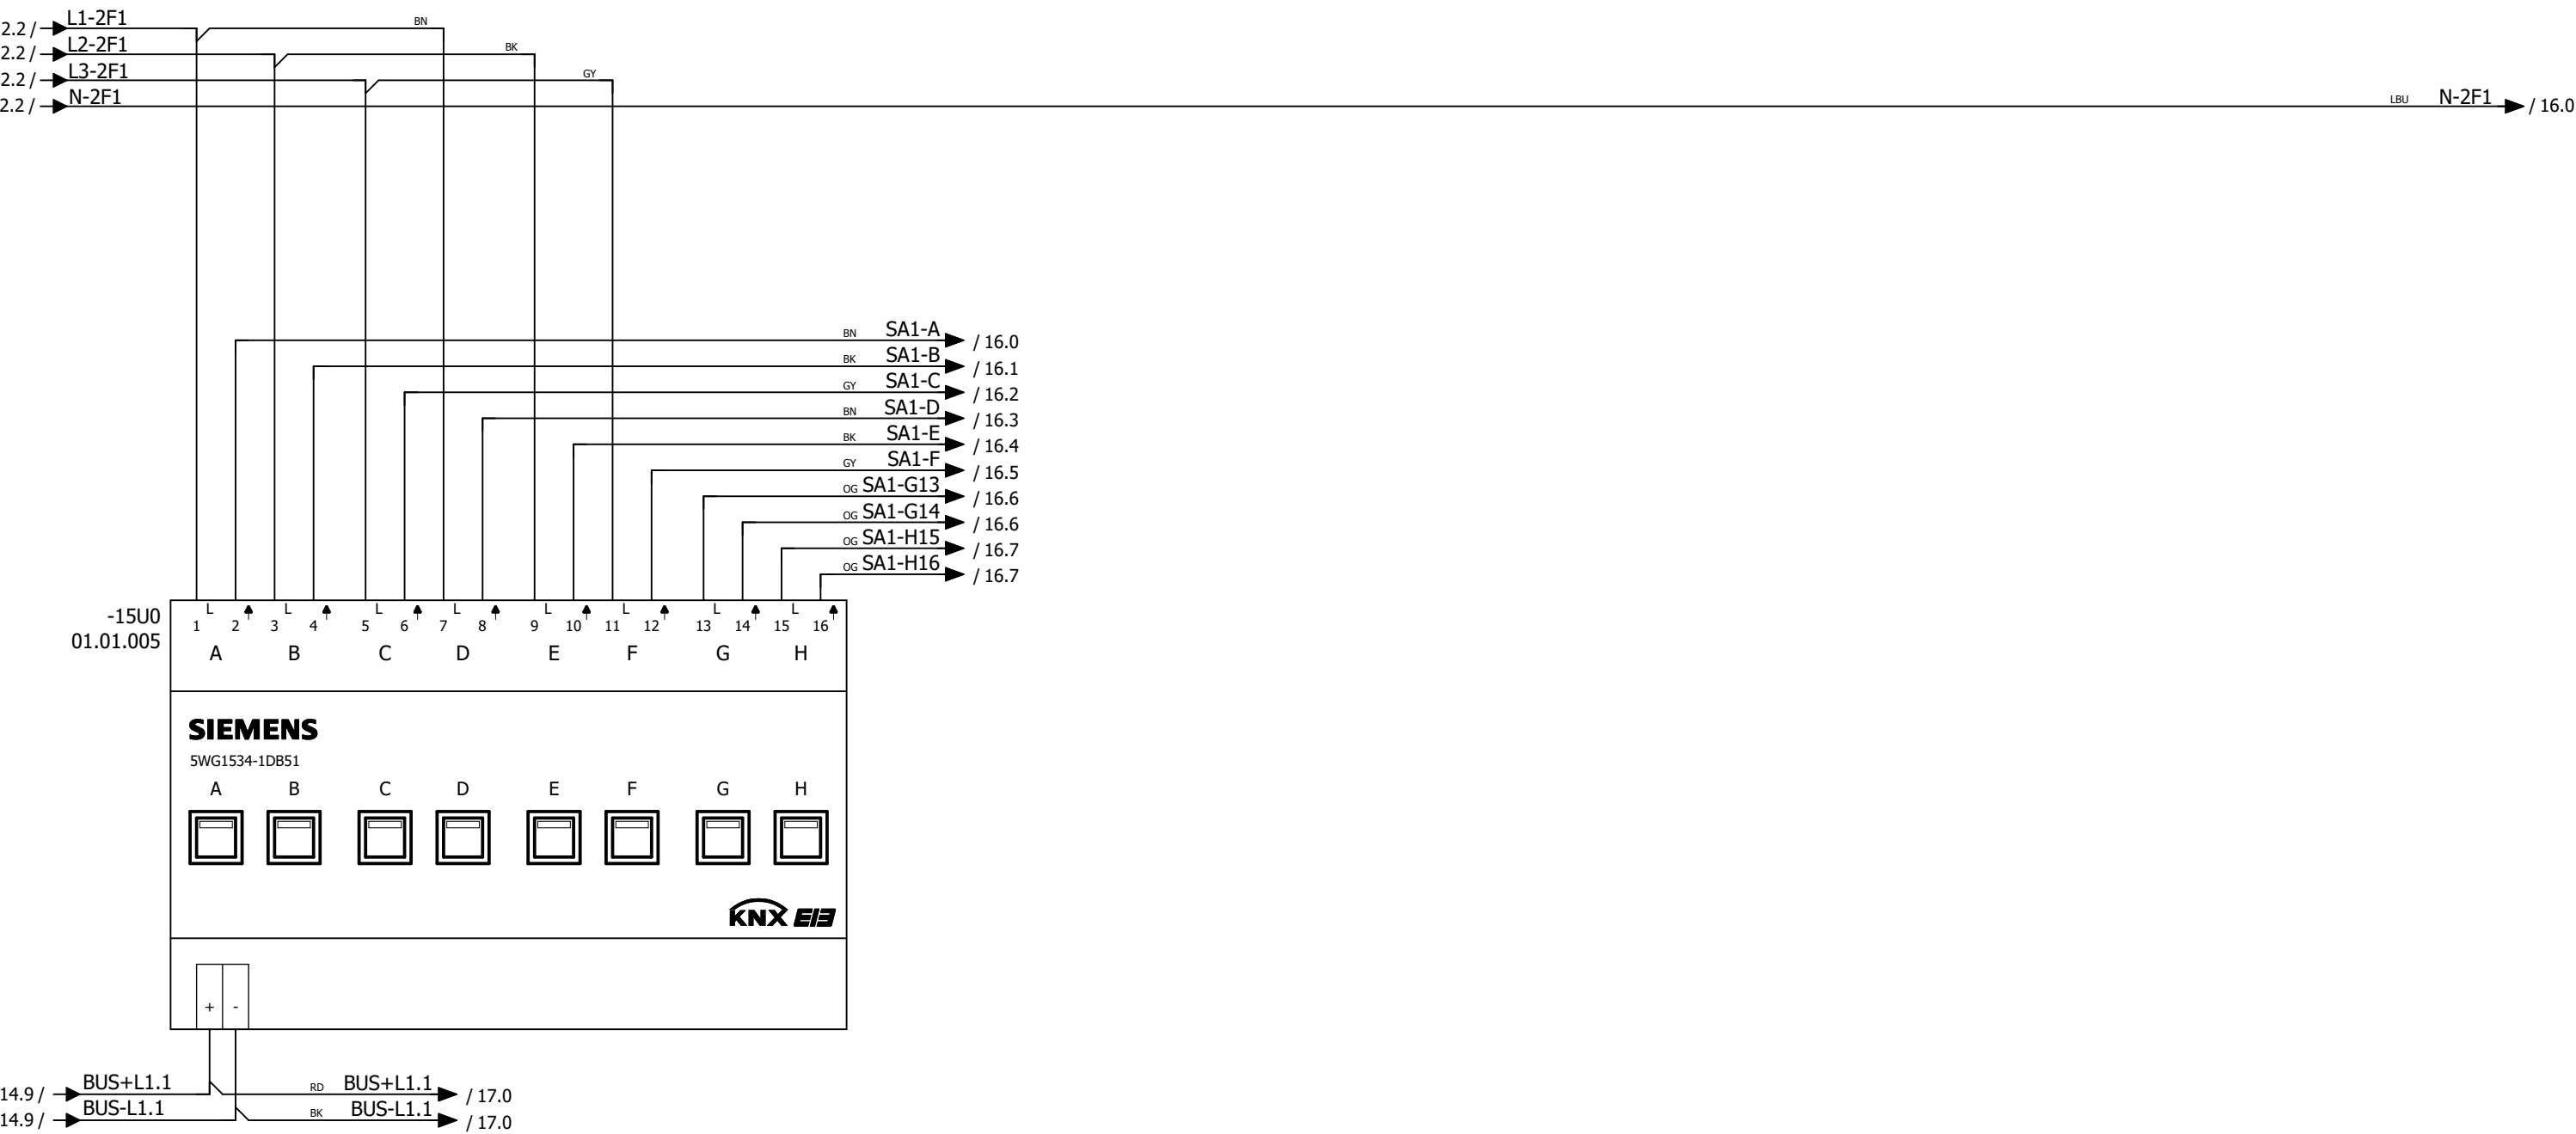 2.2 / L1-2F1 BN
2.2 / L2-2F1 BK
2.2 / L3-2F1 GY
2.2 / N-2F1 LBU N-2F1 / 16.0
BN SA1-A / 16.0
BK SA1-B / 16.1
GY SA1-C / 16.2
BN SA1-D / 16.3
BK SA1-E / 16.4
GY SA1-F / 16.5
OG SA1-G13 / 16.6
OG SA1-G14 / 16.6
OG SA1-H15 / 16.7
OG SA1-H16 / 16.7
-15U0
01.01.005
L L L L L L L L
1 2 3 4 5 6 7 8 9 10 11 12 13 14 15 16
A B C D E F G H
SIEMENS
5WG1534-1DB51
A B C D E F G H
KNX EIB
+ -
14.9 / BUS+L1.1 RD BUS+L1.1 / 17.0
14.9 / BUS-L1.1 BK BUS-L1.1 / 17.0